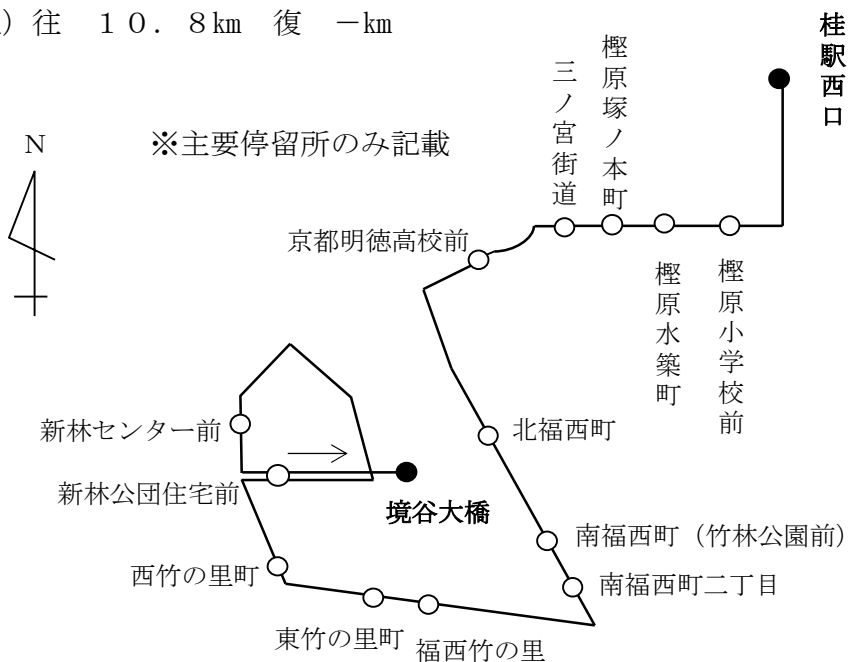 ）往　１０．８㎞　復　－㎞
桂駅西口
樫原塚ノ本町
三ノ宮街道
N
※主要停留所のみ記載
京都明徳高校前
樫原水築町
樫原小学校前
新林センター前
北福西町
新林公団住宅前
境谷大橋
南福西町（竹林公園前）
西竹の里町
南福西町二丁目
東竹の里町
福西竹の里